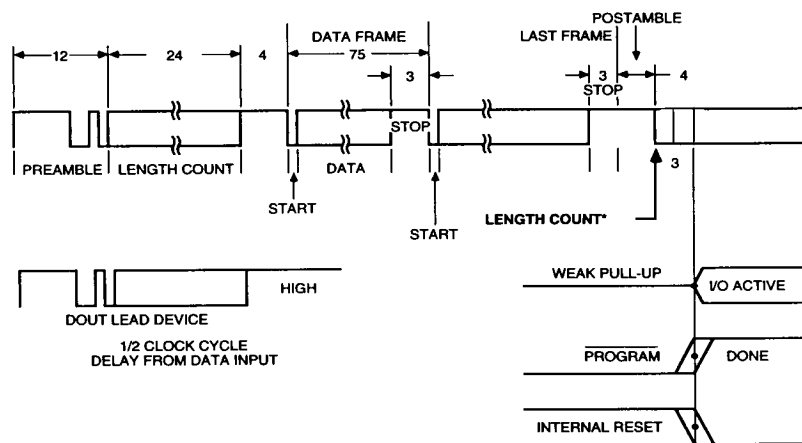 POSTAMBLE
DATA FRAME
LAST FRAME
12
24
4
75
3
3
4
STOP
STOP
PREAMBLE
LENGTH COUNT
DATA
3
START
START
LENGTH COUNT*
HIGH
DOUT LEAD DEVICE
1/2 CLOCK CYCLE
DELAY FROM DATA INPUT
WEAK PULL-UP
I/O ACTIVE
PROGRAM
DONE
INTERNAL RESET